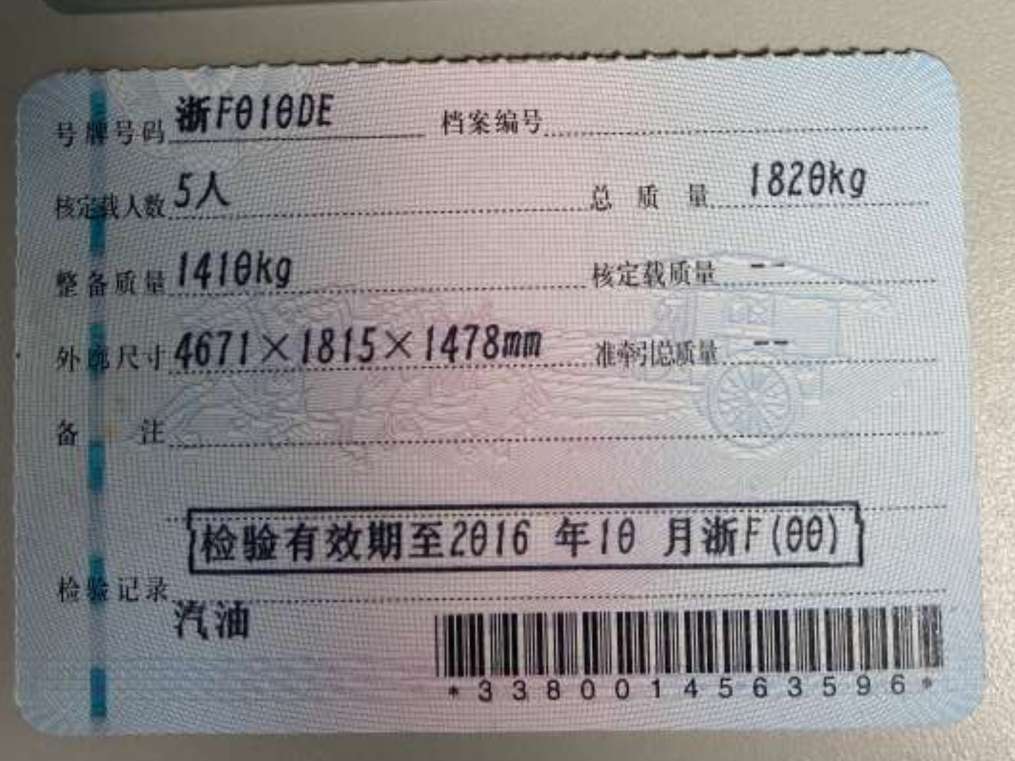 号牌号码 浙F010DE 档案编号
核定载人数 5人 总质量 1820kg
整备质量 1410kg 核定载质量 --
外廓尺寸 4671×1815×1478mm 准牵引总质量 --
备注
检验有效期至2016 年10 月浙F(00)
检验记录
汽油
*3380014563596*